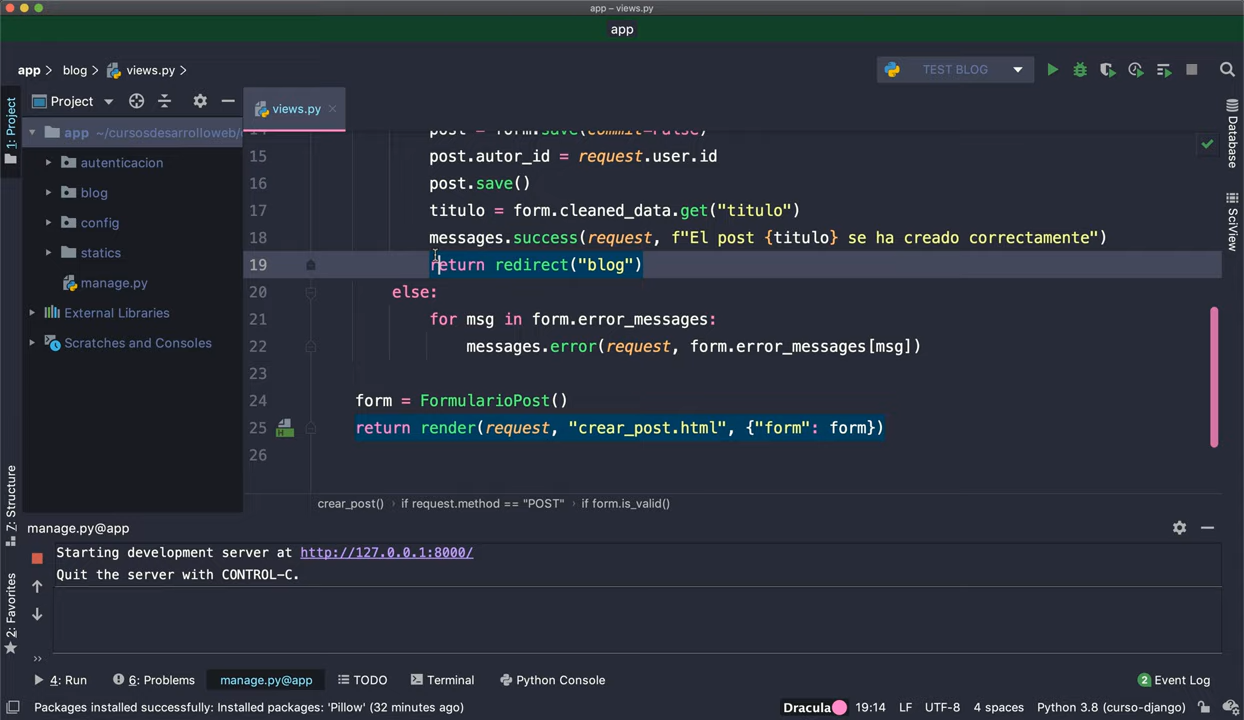 app – views.py
app
app
blog
views.py
TEST BLOG
1: Project
Project
views.py
Database
SciView
app ~/cursosdesarrolloweb/
autenticacion
blog
config
statics
manage.py
External Libraries
Scratches and Consoles
14 post = form.save(commit=False)
15 post.autor_id = request.user.id
16 post.save()
17 titulo = form.cleaned_data.get("titulo")
18 messages.success(request, f"El post {titulo} se ha creado correctamente")
19 return redirect("blog")
20 else:
21 for msg in form.error_messages:
22 messages.error(request, form.error_messages[msg])
23
24 form = FormularioPost()
25 return render(request, "crear_post.html", {"form": form})
26
crear_post() › if request.method == "POST" › if form.is_valid()
7: Structure
2: Favorites
manage.py@app
Starting development server at http://127.0.0.1:8000/
Quit the server with CONTROL-C.
»
4: Run
6: Problems
manage.py@app
TODO
Terminal
Python Console
2 Event Log
Packages installed successfully: Installed packages: 'Pillow' (32 minutes ago)
Dracula
19:14
LF
UTF-8
4 spaces
Python 3.8 (curso-django)